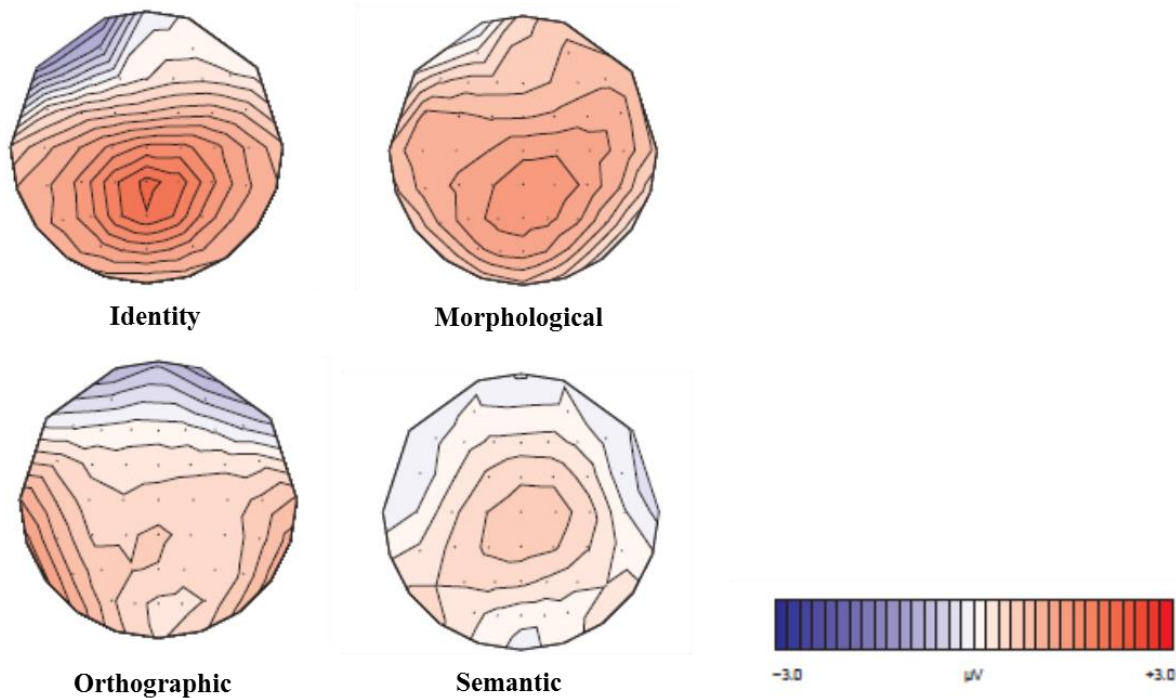 Identity
Morphological
Orthographic
Semantic
−3.0 μV +3.0